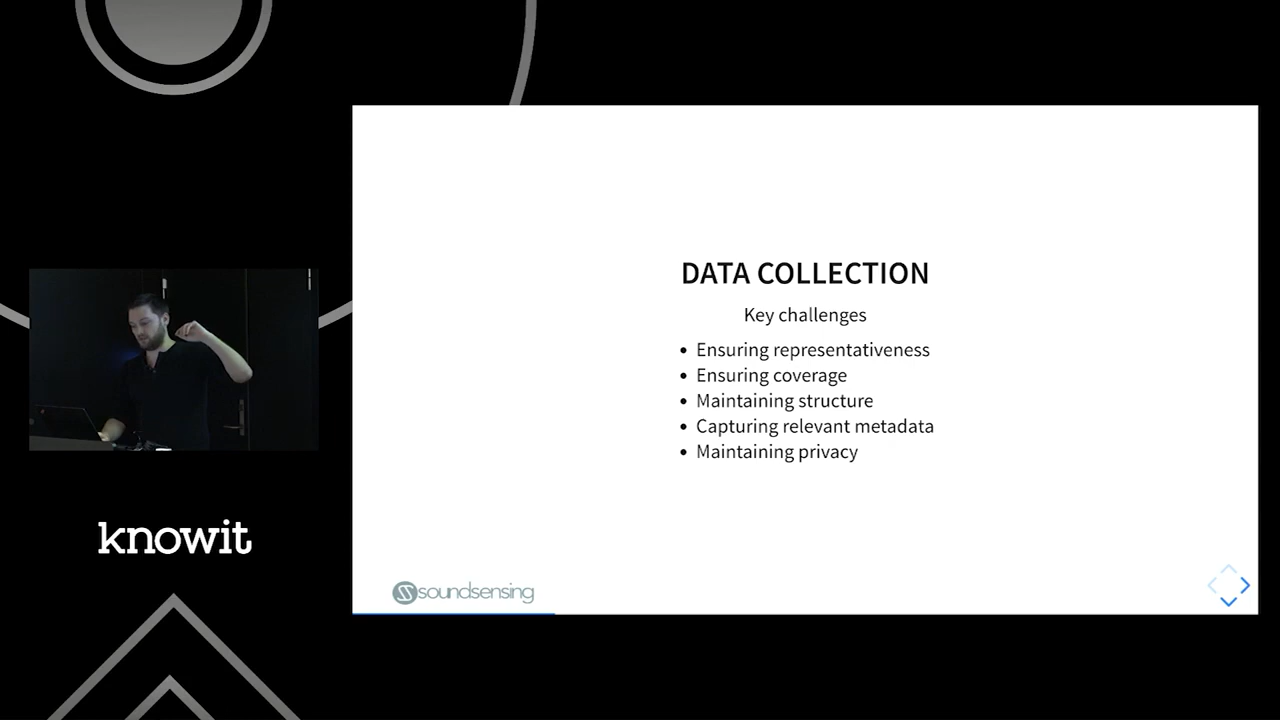 DATA COLLECTION
Key challenges
• Ensuring representativeness
• Ensuring coverage
• Maintaining structure
• Capturing relevant metadata
• Maintaining privacy
knowit
soundsensing